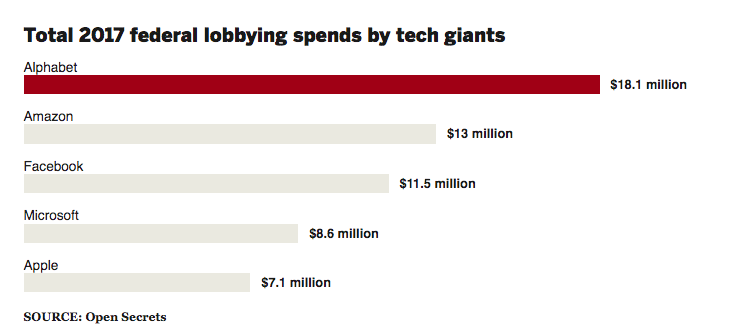 Total 2017 federal lobbying spends by tech giants
Alphabet
$18.1 million
Amazon
$13 million
Facebook
$11.5 million
Microsoft
$8.6 million
Apple
$7.1 million
SOURCE: Open Secrets